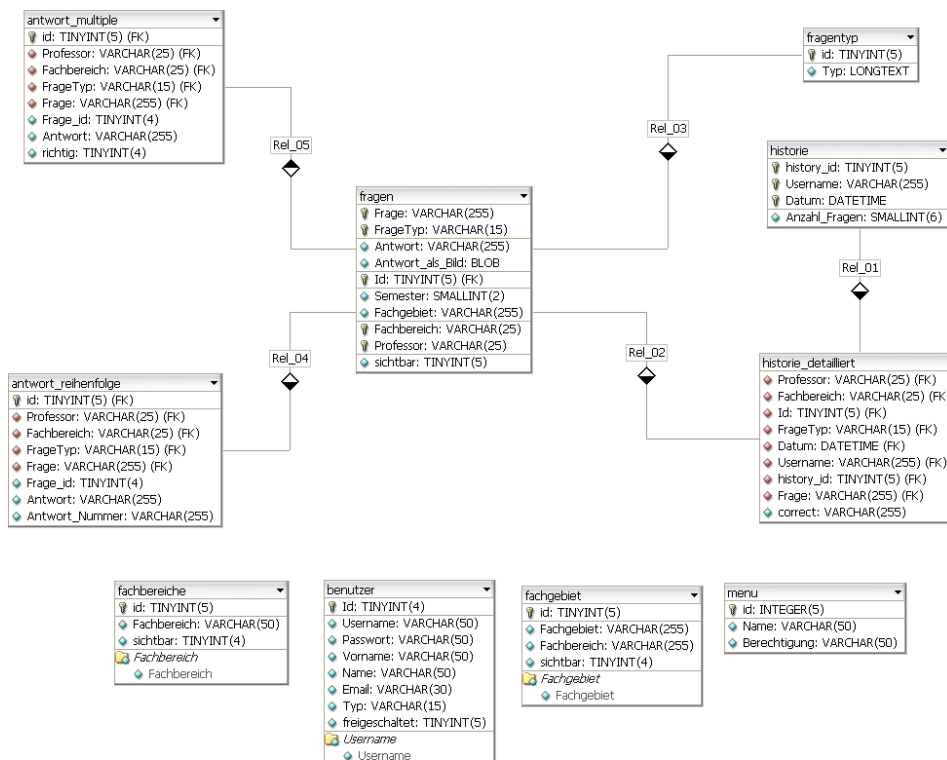 antwort_multiple
id: TINYINT(5) (FK)
Professor: VARCHAR(25) (FK)
Fachbereich: VARCHAR(25) (FK)
FrageTyp: VARCHAR(15) (FK)
Frage: VARCHAR(255) (FK)
Frage_id: TINYINT(4)
Antwort: VARCHAR(255)
richtig: TINYINT(4)
fragentyp
id: TINYINT(5)
Typ: LONGTEXT
Rel_05
Rel_03
historie
history_id: TINYINT(5)
Username: VARCHAR(255)
Datum: DATETIME
Anzahl_Fragen: SMALLINT(6)
fragen
Frage: VARCHAR(255)
FrageTyp: VARCHAR(15)
Antwort: VARCHAR(255)
Antwort_als_Bild: BLOB
Id: TINYINT(5) (FK)
Semester: SMALLINT(2)
Fachgebiet: VARCHAR(255)
Fachbereich: VARCHAR(25)
Professor: VARCHAR(25)
sichtbar: TINYINT(5)
Rel_01
Rel_04
Rel_02
antwort_reihenfolge
id: TINYINT(5) (FK)
Professor: VARCHAR(25) (FK)
Fachbereich: VARCHAR(25) (FK)
FrageTyp: VARCHAR(15) (FK)
Frage: VARCHAR(255) (FK)
Frage_id: TINYINT(4)
Antwort: VARCHAR(255)
Antwort_Nummer: VARCHAR(255)
historie_detailliert
Professor: VARCHAR(25) (FK)
Fachbereich: VARCHAR(25) (FK
Id: TINYINT(5) (FK)
FrageTyp: VARCHAR(15) (FK)
Datum: DATETIME (FK)
Username: VARCHAR(255) (FK)
history_id: TINYINT(5) (FK)
Frage: VARCHAR(255) (FK)
correct: VARCHAR(255)
fachbereiche
id: TINYINT(5)
Fachbereich: VARCHAR(50)
sichtbar: TINYINT(4)
Fachbereich
Fachbereich
benutzer
Id: TINYINT(4)
Username: VARCHAR(50)
Passwort: VARCHAR(50)
Vorname: VARCHAR(50)
Name: VARCHAR(50)
Email: VARCHAR(30)
Typ: VARCHAR(15)
freigeschaltet: TINYINT(5)
Username
Username
fachgebiet
id: TINYINT(5)
Fachgebiet: VARCHAR(255)
Fachbereich: VARCHAR(255)
sichtbar: TINYINT(4)
Fachgebiet
Fachgebiet
menu
id: INTEGER(5)
Name: VARCHAR(50)
Berechtigung: VARCHAR(50)